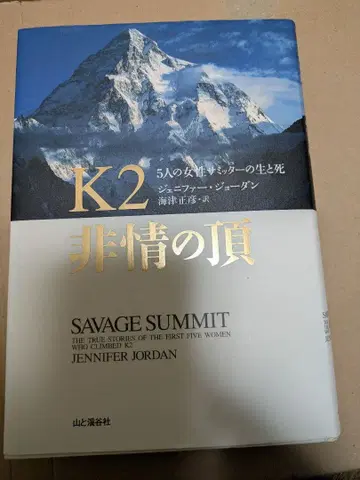 5人の女性サミッターの生と死
K2
ジェニファー・ジョーダン
海津正彦・訳
非情の頂
SAVAGE SUMMIT
THE TRUE STORIES OF THE FIRST FIVE WOMEN
WHO CLIMBED K2
JENNIFER JORDAN
山と溪谷社